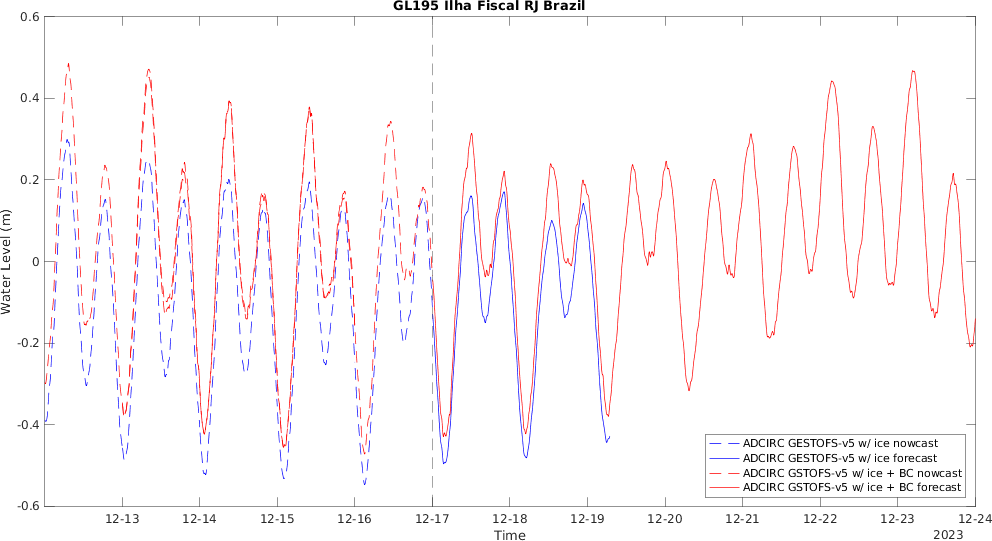 GL195 Ilha Fiscal RJ Brazil
0.6
0.4
0.2
0
-0.2
-0.4
-0.6
Water Level (m)
ADCIRC GESTOFS-v5 w/ ice nowcast
ADCIRC GESTOFS-v5 w/ ice forecast
ADCIRC GSTOFS-v5 w/ ice + BC nowcast
ADCIRC GSTOFS-v5 w/ ice + BC forecast
12-13 12-14 12-15 12-16 12-17 12-18 12-19 12-20 12-21 12-22 12-23 12-24
Time
2023